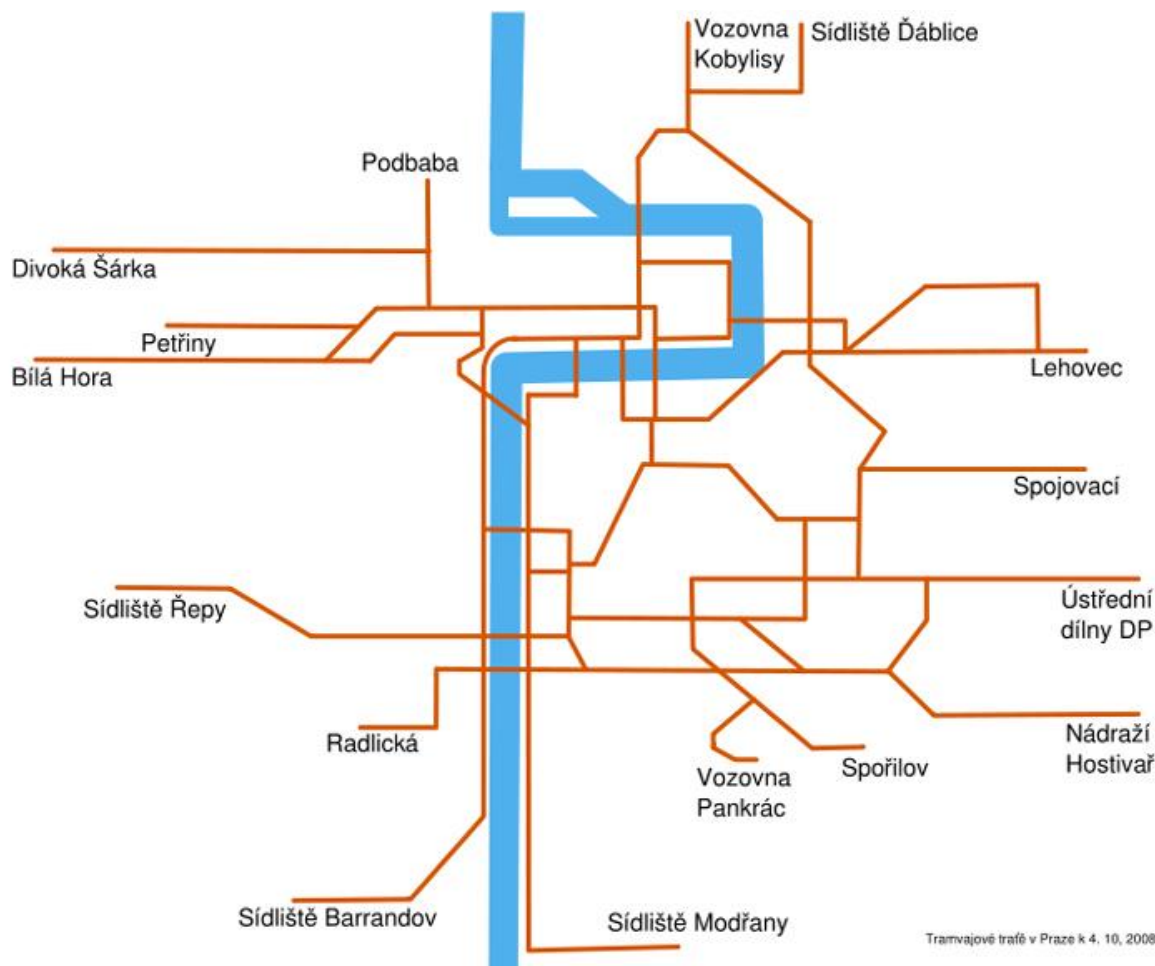 Vozovna
Kobylisy
Sídliště Ďáblice
Podbaba
Divoká Šárka
Petřiny
Bílá Hora
Lehovec
Spojovací
Sídliště Řepy
Ústřední
dílny DP
Radlická
Nádraží
Hostivař
Spořilov
Vozovna
Pankrác
Sídliště Barrandov
Sídliště Modřany
Tramvajové tratě v Praze k 4. 10, 2008